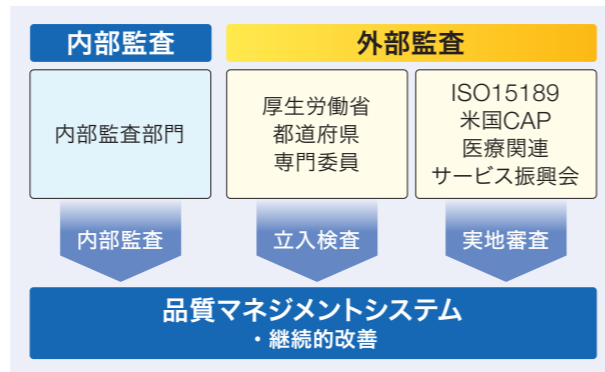 内部監査
外部監査
内部監査部門
厚生労働省
都道府県
専門委員
ISO15189
米国CAP
医療関連
サービス振興会
内部監査
立入検査
実地審査
品質マネジメントシステム
・継続的改善